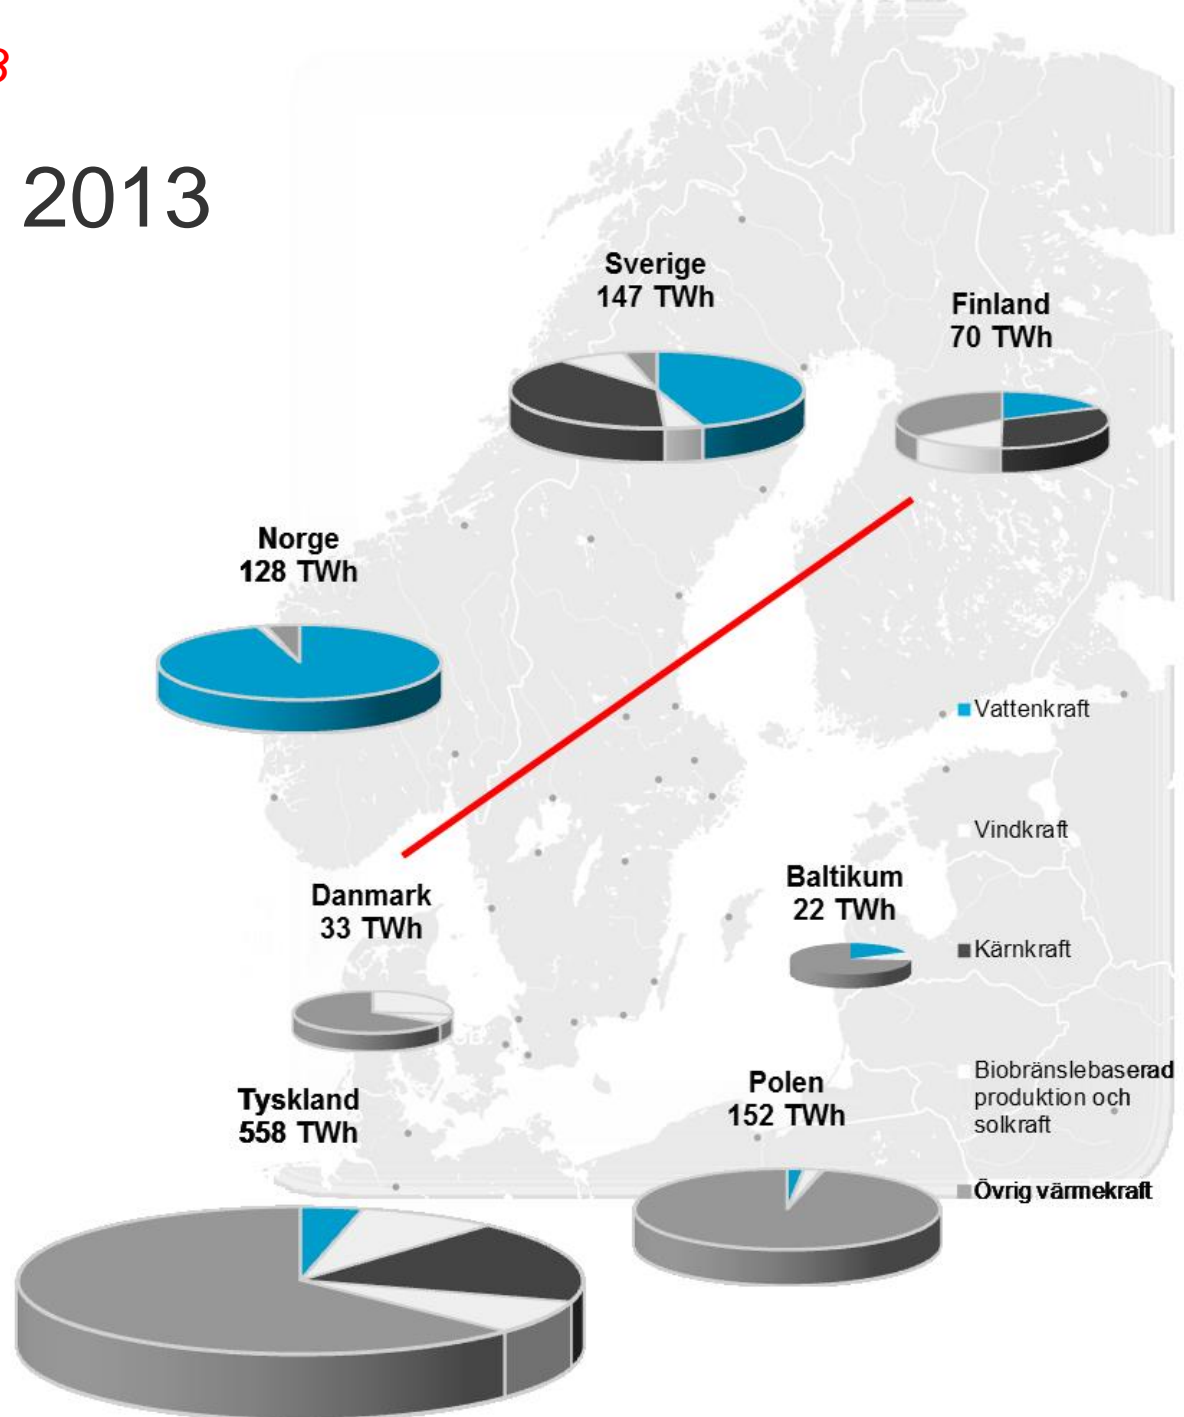 3
2013
Sverige
147 TWh
Finland
70 TWh
Norge
128 TWh
Vattenkraft
Vindkraft
Danmark
33 TWh
Baltikum
22 TWh
Kärnkraft
Biobränslebaserad
produktion och
solkraft
Tyskland
558 TWh
Polen
152 TWh
Övrig värmekraft